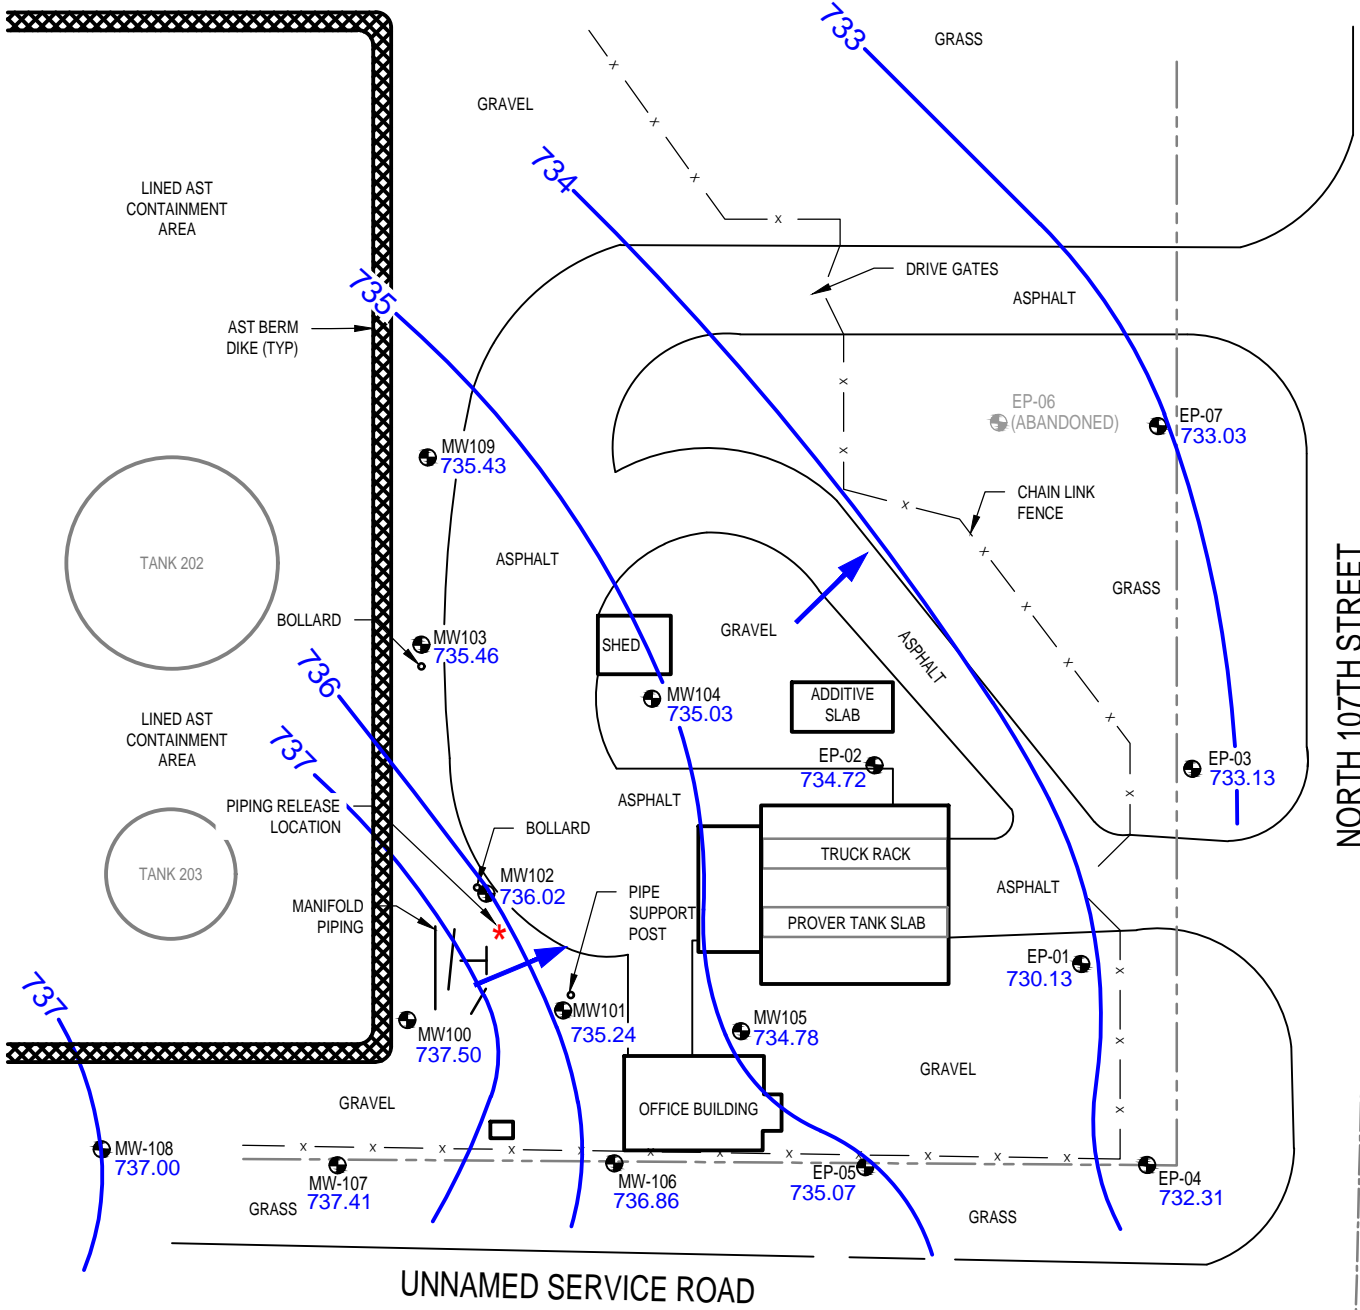 733
GRASS
GRAVEL
734
LINED AST
CONTAINMENT
AREA
DRIVE GATES
735
ASPHALT
AST BERM
DIKE (TYP)
EP-06
(ABANDONED)
EP-07
733.03
MW109
735.43
CHAIN LINK
FENCE
TANK 202
ASPHALT
GRASS
NORTH 107TH STREET
BOLLARD
MW103
735.46
SHED
GRAVEL
ASPHALT
736
MW104
735.03
ADDITIVE
SLAB
LINED AST
CONTAINMENT
AREA
737
EP-02
734.72
EP-03
733.13
PIPING RELEASE
LOCATION
ASPHALT
BOLLARD
TRUCK RACK
TANK 203
MW102
736.02
PIPE
SUPPORT
POST
ASPHALT
MANIFOLD
PIPING
PROVER TANK SLAB
EP-01
730.13
737
MW101
735.24
MW105
734.78
MW100
737.50
GRAVEL
GRAVEL
OFFICE BUILDING
MW-108
737.00
MW-107
737.41
MW-106
736.86
EP-05
735.07
EP-04
732.31
GRASS
GRASS
UNNAMED SERVICE ROAD